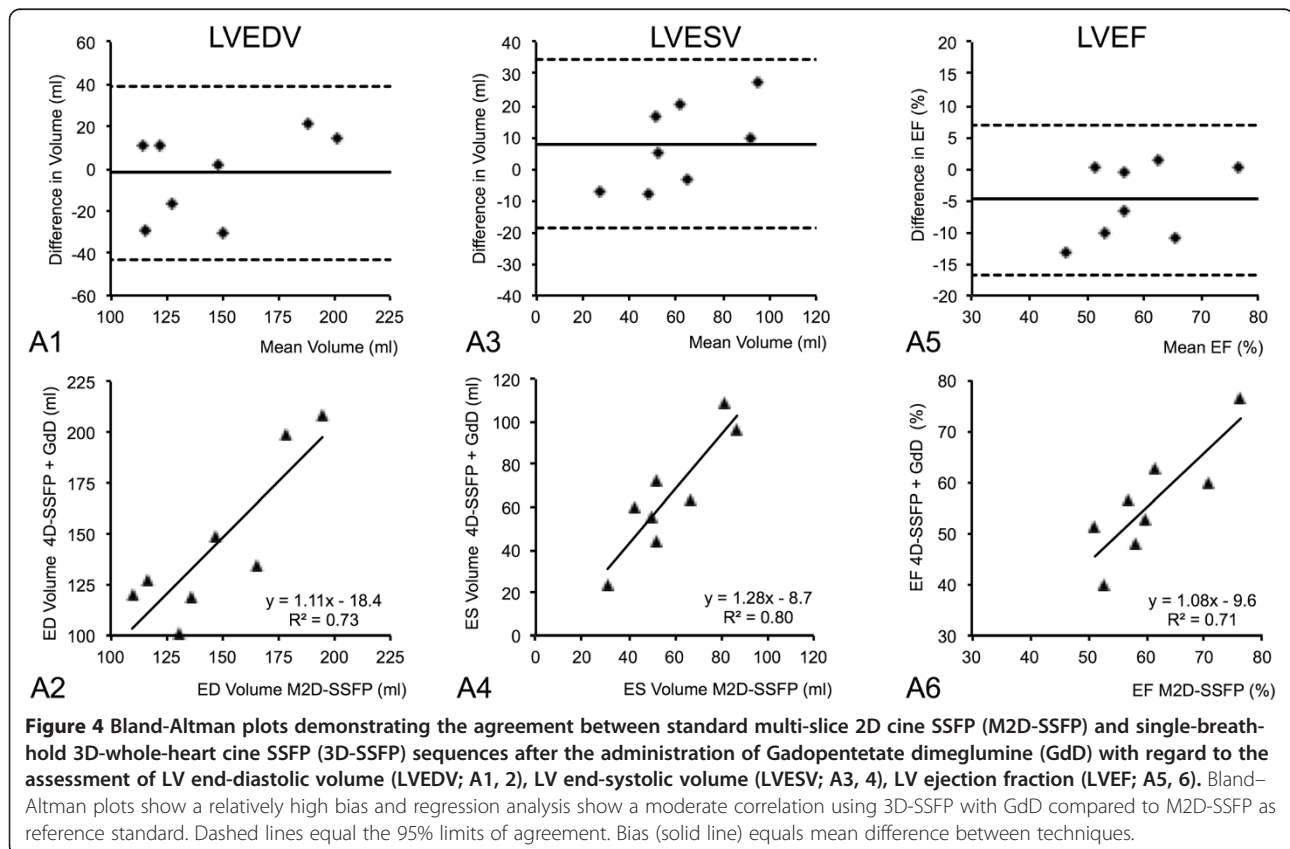 LVEDV
LVESV
LVEF
Difference in Volume (ml)
60
40
20
0
-20
-40
-60
100 125 150 175 200 225
A1
Mean Volume (ml)
Difference in Volume (ml)
40
30
20
10
0
-10
-20
-30
-40
0 20 40 60 80 100 120
A3
Mean Volume (ml)
Difference in EF (%)
20
15
10
5
0
-5
-10
-15
-20
30 40 50 60 70 80
A5
Mean EF (%)
ED Volume 4D-SSFP + GdD (ml)
225
200
175
150
125
100
y = 1.11x - 18.4
R² = 0.73
100 125 150 175 200 225
A2
ED Volume M2D-SSFP (ml)
ES Volume 4D-SSFP + GdD (ml)
120
100
80
60
40
20
0
y = 1.28x - 8.7
R² = 0.80
0 20 40 60 80 100 120
A4
ES Volume M2D-SSFP (ml)
EF 4D-SSFP + GdD (%)
80
70
60
50
40
30
y = 1.08x - 9.6
R² = 0.71
30 40 50 60 70 80
A6
EF M2D-SSFP (%)
Figure 4 Bland-Altman plots demonstrating the agreement between standard multi-slice 2D cine SSFP (M2D-SSFP) and single-breath-
hold 3D-whole-heart cine SSFP (3D-SSFP) sequences after the administration of Gadopentetate dimeglumine (GdD) with regard to the
assessment of LV end-diastolic volume (LVEDV; A1, 2), LV end-systolic volume (LVESV; A3, 4), LV ejection fraction (LVEF; A5, 6). Bland–
Altman plots show a relatively high bias and regression analysis show a moderate correlation using 3D-SSFP with GdD compared to M2D-SSFP as
reference standard. Dashed lines equal the 95% limits of agreement. Bias (solid line) equals mean difference between techniques.